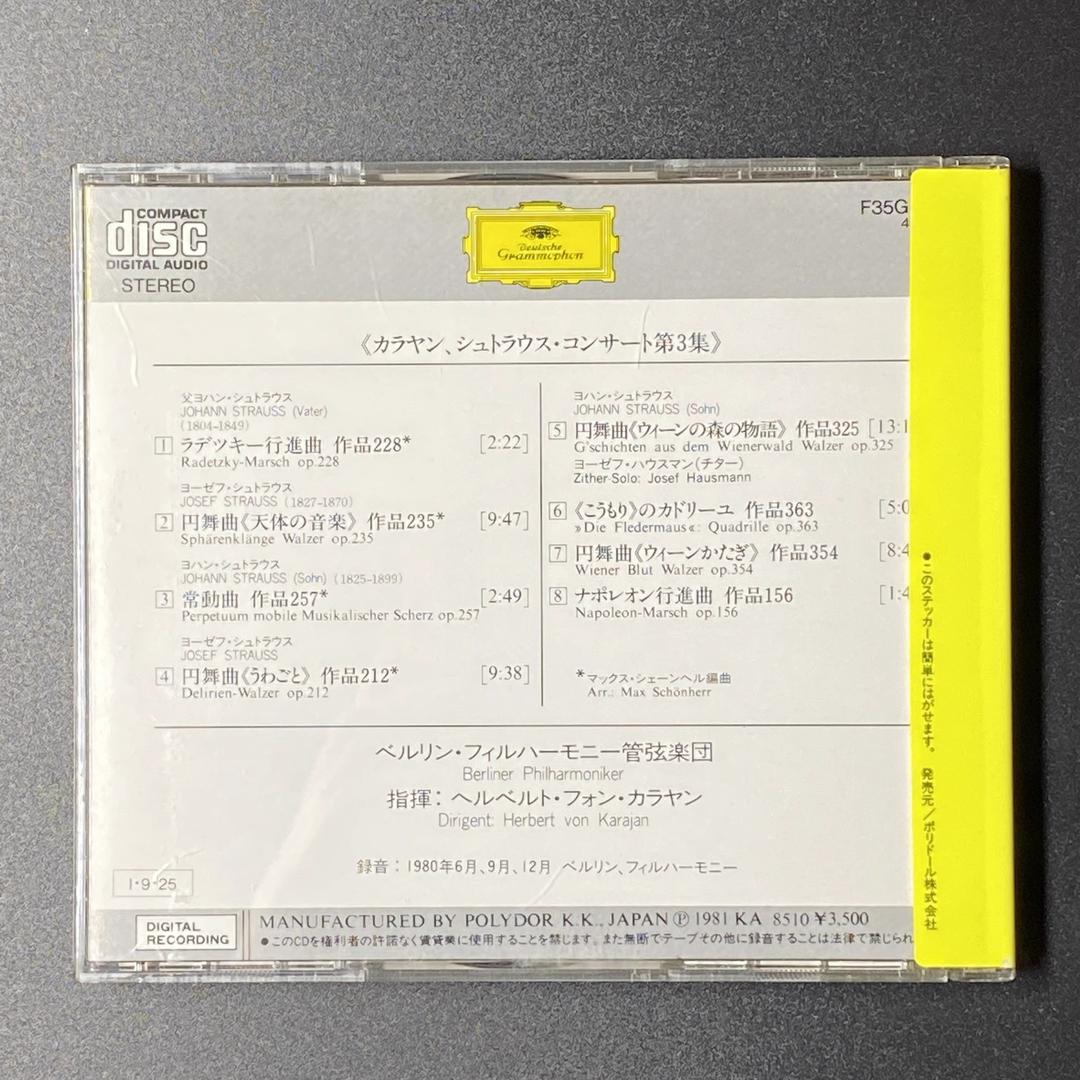 COMPACT
disc
DIGITAL AUDIO
STEREO
Deutsche
Grammophon
F35G
4
《カラヤン、シュトラウス・コンサート第3集》
父ヨハン・シュトラウス
JOHANN STRAUSS (Vater)
(1804-1849)
1 ラデツキー行進曲 作品228* [2:22]
Radetzky-Marsch op.228
ヨーゼフ・シュトラウス
JOSEF STRAUSS (1827-1870)
2 円舞曲《天体の音楽》 作品235* [9:47]
Sphärenklänge Walzer op.235
ヨハン・シュトラウス
JOHANN STRAUSS (Sohn) (1825-1899)
3 常動曲 作品257* [2:49]
Perpetuum mobile Musikalischer Scherz op.257
ヨーゼフ・シュトラウス
JOSEF STRAUSS
4 円舞曲《うわごと》 作品212* [9:38]
Delirien-Walzer op.212
ヨハン・シュトラウス
JOHANN STRAUSS (Sohn)
5 円舞曲《ウィーンの森の物語》 作品325 [13:1
G'schichten aus dem Wienerwald Walzer op.325
ヨーゼフ・ハウスマン(チター)
Zither-Solo: Josef Hausmann
6 《こうもり》のカドリーユ 作品363 [5:0
»Die Fledermaus«: Quadrille op.363
7 円舞曲《ウィーンかたぎ》 作品354 [8:4
Wiener Blut Walzer op.354
8 ナポレオン行進曲 作品156 [1:4
Napoleon-Marsch op.156
*マックス・シェーンヘル編曲
Arr.: Max Schönherr
ベルリン・フィルハーモニー管弦楽団
Berliner Philharmoniker
指揮: ヘルベルト・フォン・カラヤン
Dirigent: Herbert von Karajan
録音:1980年6月、9月、12月 ベルリン、フィルハーモニー
I・9・25
DIGITAL
RECORDING
MANUFACTURED BY POLYDOR K.K., JAPAN Ⓟ 1981 KA 8510 ¥3,500
●このCDを権利者の許諾なく賃貸業に使用することを禁じます。また無断でテープその他に録音することは法律で禁じられ
●このステッカーは簡単にはがせます。 発売元/ポリドール株式会社